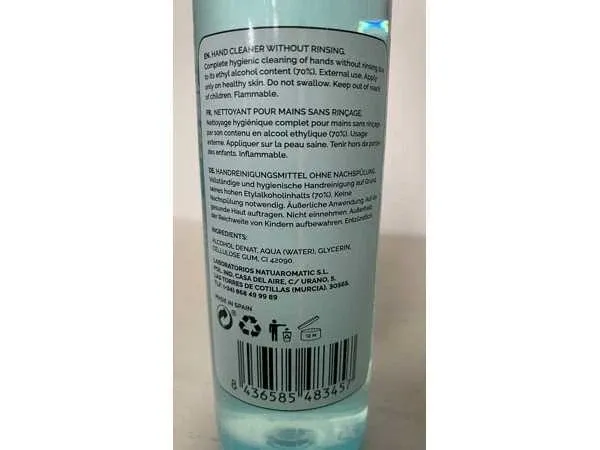 EN. HAND CLEANER WITHOUT RINSING.
Complete hygienic cleaning of hands without rinsing due
to its ethyl alcohol content (70%). External use. Apply
only on healthy skin. Do not swallow. Keep out of reach
of children. Flammable.
FR. NETTOYANT POUR MAINS SANS RINÇAGE.
Nettoyage hygiénique complet pour mains sans rinçage
par son contenu en alcool ethylique (70%). Usage
externe. Appliquer sur la peau saine. Tenir hors da portée
des enfants. Inflammable.
DE. HANDREINIGUNGSMITTEL OHNE NACHSPÜLUNG.
Vollständige und hygienische Handreinigung auf Grund
seines hohen Etylalkoholinhalts (70%). Keine
Nachspülung notwendig. Äußerliche Anwendung. Auf die
gesunde Haut auftragen. Nicht einnehmen. Außerhalb
der Reichweite von Kindern aufbewahren. Entzündlich.
INGREDIENTS:
ALCOHOL DENAT, AQUA (WATER), GLYCERIN,
CELLULOSE GUM, CI 42090.
LABORATORIOS NATUAROMATIC S.L.
POL. IND. CASA DEL AIRE, C/ URANO, 5.
LAS TORRES DE COTILLAS (MURCIA). 30565.
TLF (+34) 868 49 99 89
MADE IN SPAIN
12 M
8 436585 483457